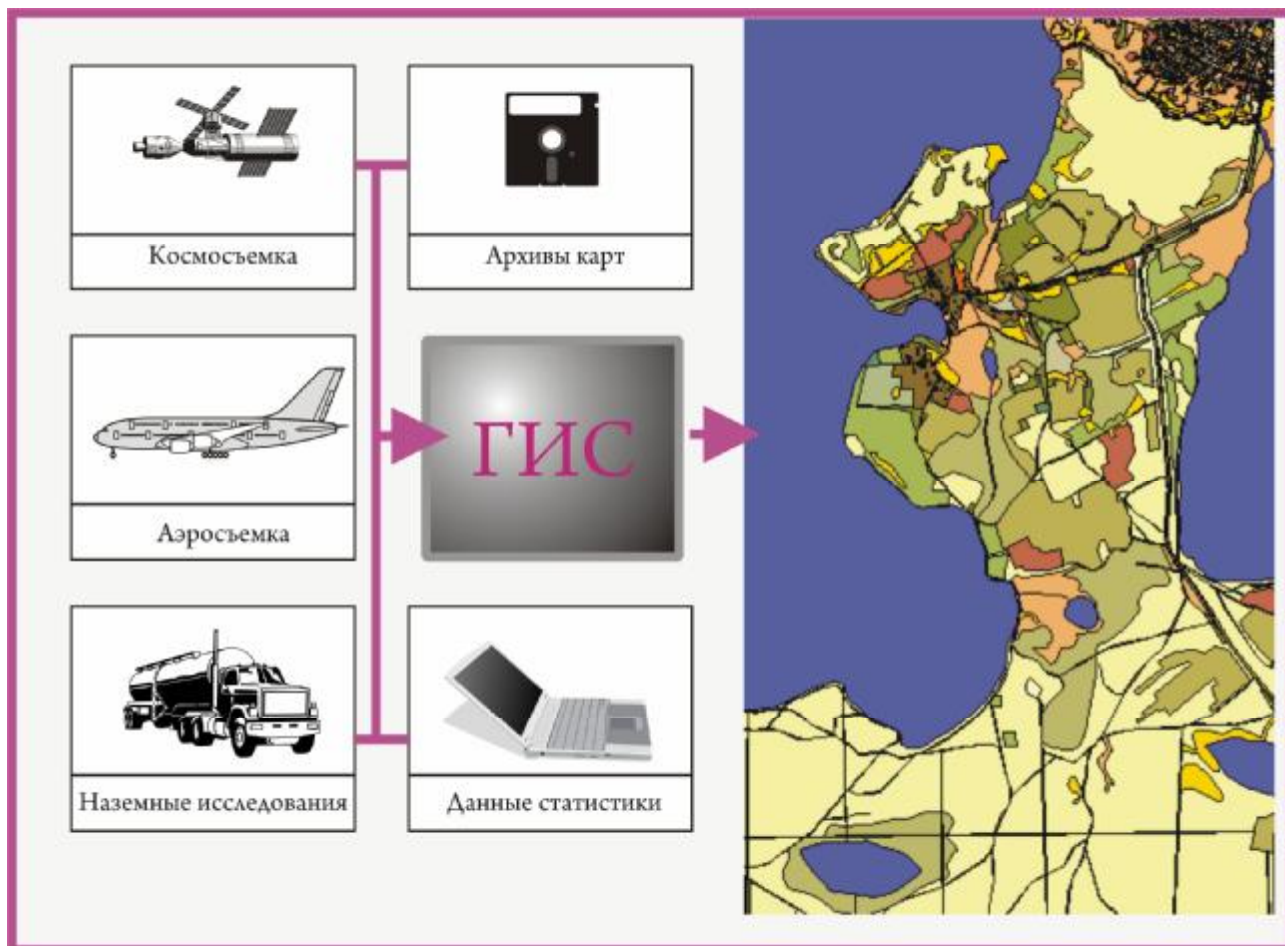 Космосъемка
Архивы карт
Аэросъемка
ГИС
Наземные исследования
Данные статистики